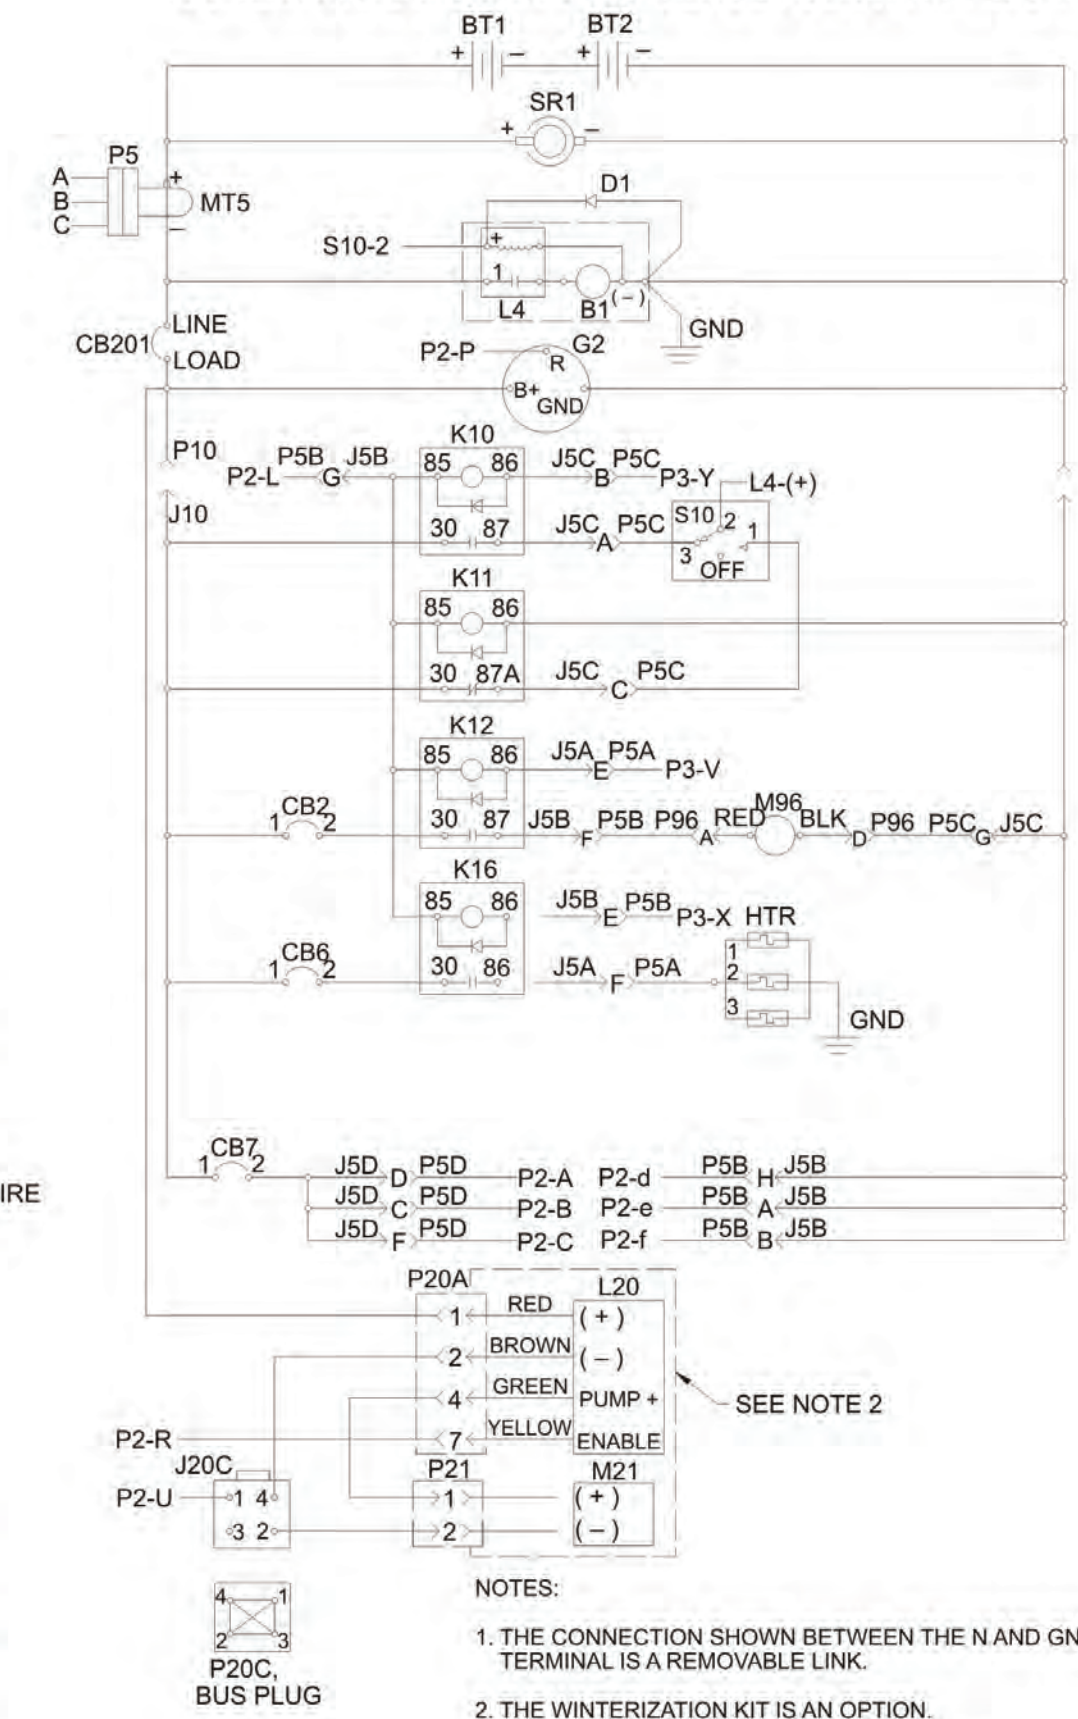 BT1 BT2
+ − + −
SR1
+ −
P5
A
B
C
+
MT5
−
D1
S10-2
+
1
L4
B1
(−)
GND
CB201
LINE
LOAD
P2-P
G2
R
B+
GND
P10
J10
K10
P2-L P5B G J5B 85 86 J5C B P5C P3-Y L4-(+)
30 87 J5C A P5C
S10 2
3 1
OFF
K11
85 86
30 87A J5C C P5C
K12
85 86 J5A E P5A P3-V
1 CB2 2 30 87 J5B F P5B P96 A RED M96 BLK D P96 P5C G J5C
K16
85 86 J5B E P5B P3-X HTR
1 CB6 2 30 86 J5A F P5A
1
2
3
GND
1 CB7 2 J5D D P5D P2-A P2-d P5B H J5B
IRE
J5D C P5D P2-B P2-e P5B A J5B
J5D F P5D P2-C P2-f P5B B J5B
P20A L20
1 RED (+)
2 BROWN (−)
4 GREEN PUMP +
SEE NOTE 2
P2-R 7 YELLOW ENABLE
J20C P21 M21
P2-U 1 4 1 (+)
3 2 2 (−)
4 1
2 3
P20C,
BUS PLUG
NOTES:
1. THE CONNECTION SHOWN BETWEEN THE N AND GN
TERMINAL IS A REMOVABLE LINK.
2. THE WINTERIZATION KIT IS AN OPTION.